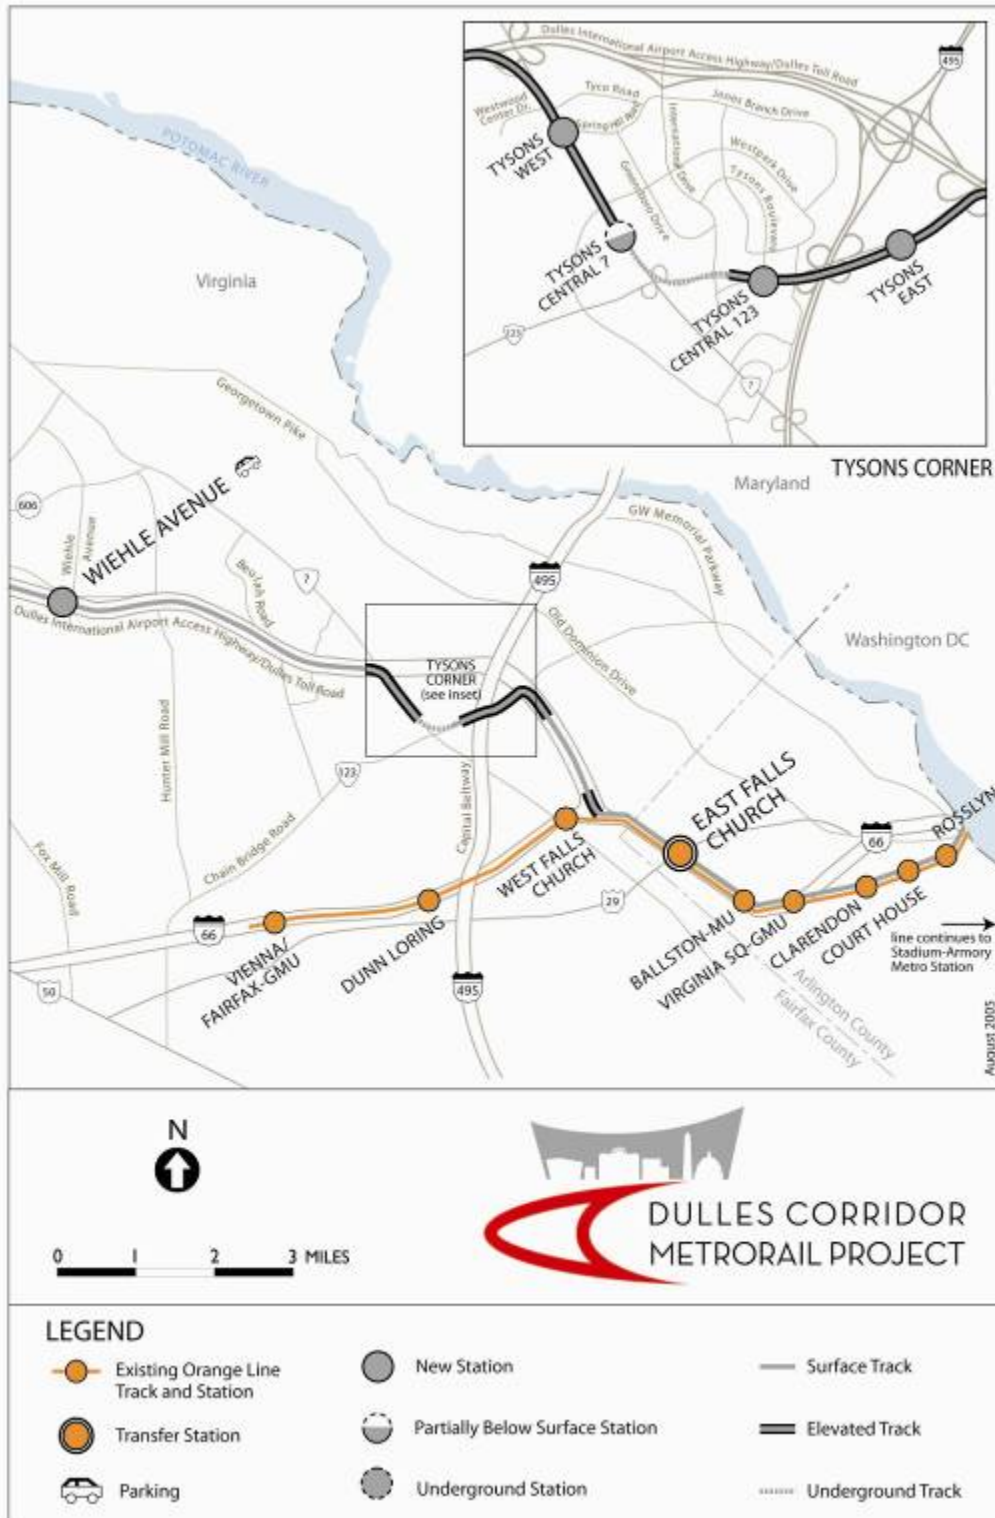 Dulles International Airport Access Highway/Dulles Toll Road
495
Tyco Road
Jones Branch Drive
Westwood
Center Dr.
Spring Hill Road
International Drive
Westpark Drive
TYSONS
WEST
Greensboro Drive
Tysons Boulevard
TYSONS
CENTRAL 7
TYSONS
EAST
TYSONS
CENTRAL 123
123
7
TYSONS CORNER
POTOMAC RIVER
Virginia
Georgetown Pike
Maryland
GW Memorial Parkway
606
WIEHLE AVENUE
Wiehle
Avenue
Beulah Road
7
495
Old Dominion Drive
Washington DC
Dulles International Airport Access Highway/Dulles Toll Road
TYSONS
CORNER
(see inset)
Hunter Mill Road
123
Capital Beltway
EAST FALLS
CHURCH
ROSSLYN
66
Fox Mill Road
Chain Bridge Road
WEST FALLS
CHURCH
29
66
VIENNA/
FAIRFAX-GMU
DUNN LORING
BALLSTON-MU
VIRGINIA SQ-GMU
CLARENDON
COURT HOUSE
line continues to
Stadium-Armory
Metro Station
50
495
Arlington County
Fairfax County
August 2005
N
0 1 2 3 MILES
DULLES CORRIDOR
METRORAIL PROJECT
LEGEND
Existing Orange Line
Track and Station
New Station
Surface Track
Transfer Station
Partially Below Surface Station
Elevated Track
Parking
Underground Station
Underground Track